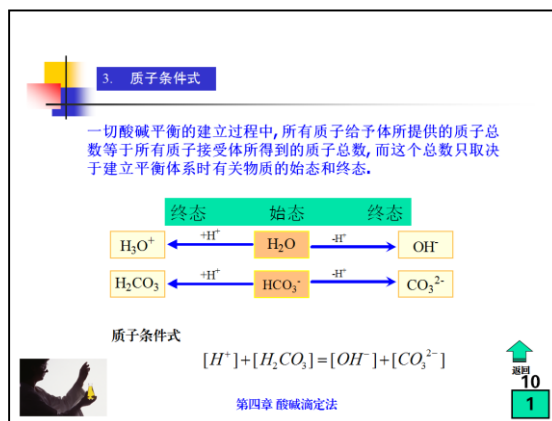 3. 质子条件式
一切酸碱平衡的建立过程中, 所有质子给予体所提供的质子总
数等于所有质子接受体所得到的质子总数, 而这个总数只取决
于建立平衡体系时有关物质的始态和终态.
终态 始态 终态
H₃O⁺ +H⁺ H₂O -H⁺ OH⁻
H₂CO₃ +H⁺ HCO₃⁻ -H⁺ CO₃²⁻
质子条件式
[H⁺]+[H₂CO₃]=[OH⁻]+[CO₃²⁻]
返回
10
1
第四章 酸碱滴定法